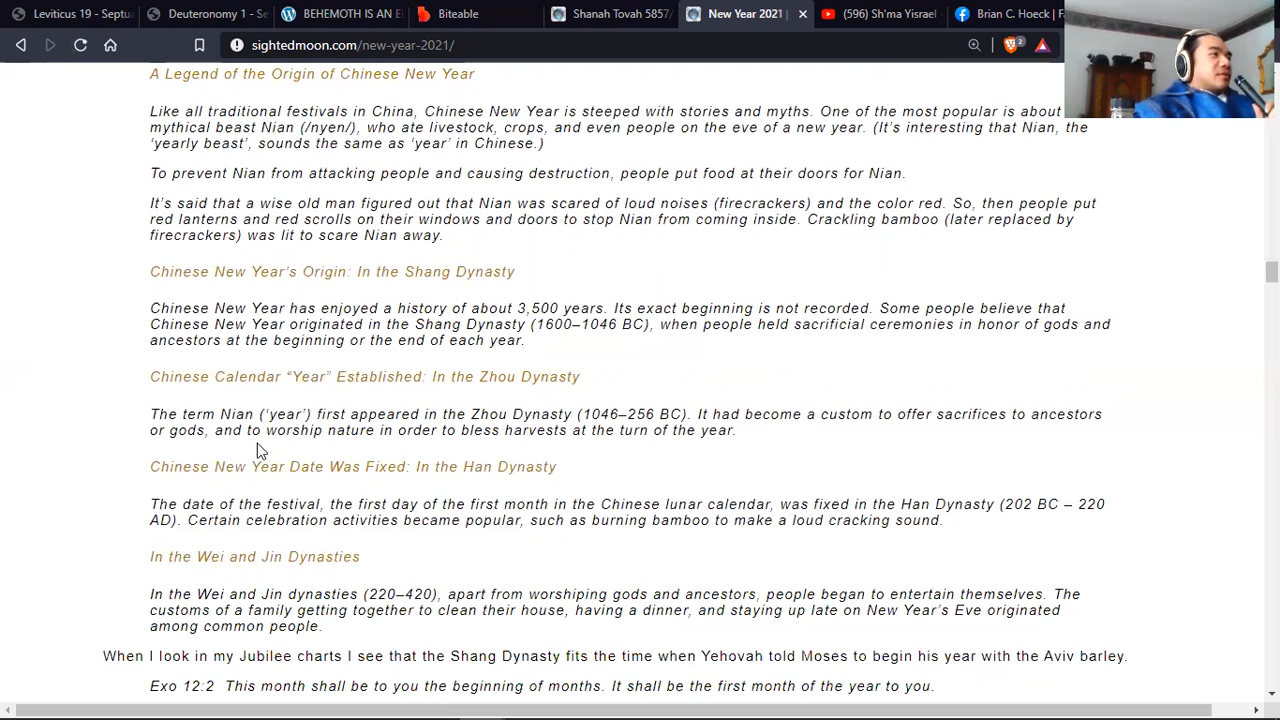 Leviticus 19 - Septua
Deuteronomy 1 - Se
BEHEMOTH IS AN E
Biteable
Shanah Tovah 5857/
New Year 2021
(596) Sh'ma Yisrael
Brian C. Hoeck | F
sightedmoon.com/new-year-2021/
2
A Legend of the Origin of Chinese New Year
Like all traditional festivals in China, Chinese New Year is steeped with stories and myths. One of the most popular is about
mythical beast Nian (/nyen/), who ate livestock, crops, and even people on the eve of a new year. (It's interesting that Nian, the
'yearly beast', sounds the same as 'year' in Chinese.)
To prevent Nian from attacking people and causing destruction, people put food at their doors for Nian.
It's said that a wise old man figured out that Nian was scared of loud noises (firecrackers) and the color red. So, then people put
red lanterns and red scrolls on their windows and doors to stop Nian from coming inside. Crackling bamboo (later replaced by
firecrackers) was lit to scare Nian away.
Chinese New Year's Origin: In the Shang Dynasty
Chinese New Year has enjoyed a history of about 3,500 years. Its exact beginning is not recorded. Some people believe that
Chinese New Year originated in the Shang Dynasty (1600–1046 BC), when people held sacrificial ceremonies in honor of gods and
ancestors at the beginning or the end of each year.
Chinese Calendar “Year” Established: In the Zhou Dynasty
The term Nian ('year') first appeared in the Zhou Dynasty (1046–256 BC). It had become a custom to offer sacrifices to ancestors
or gods, and to worship nature in order to bless harvests at the turn of the year.
Chinese New Year Date Was Fixed: In the Han Dynasty
The date of the festival, the first day of the first month in the Chinese lunar calendar, was fixed in the Han Dynasty (202 BC – 220
AD). Certain celebration activities became popular, such as burning bamboo to make a loud cracking sound.
In the Wei and Jin Dynasties
In the Wei and Jin dynasties (220–420), apart from worshiping gods and ancestors, people began to entertain themselves. The
customs of a family getting together to clean their house, having a dinner, and staying up late on New Year's Eve originated
among common people.
When I look in my Jubilee charts I see that the Shang Dynasty fits the time when Yehovah told Moses to begin his year with the Aviv barley.
Exo 12:2 This month shall be to you the beginning of months. It shall be the first month of the year to you.